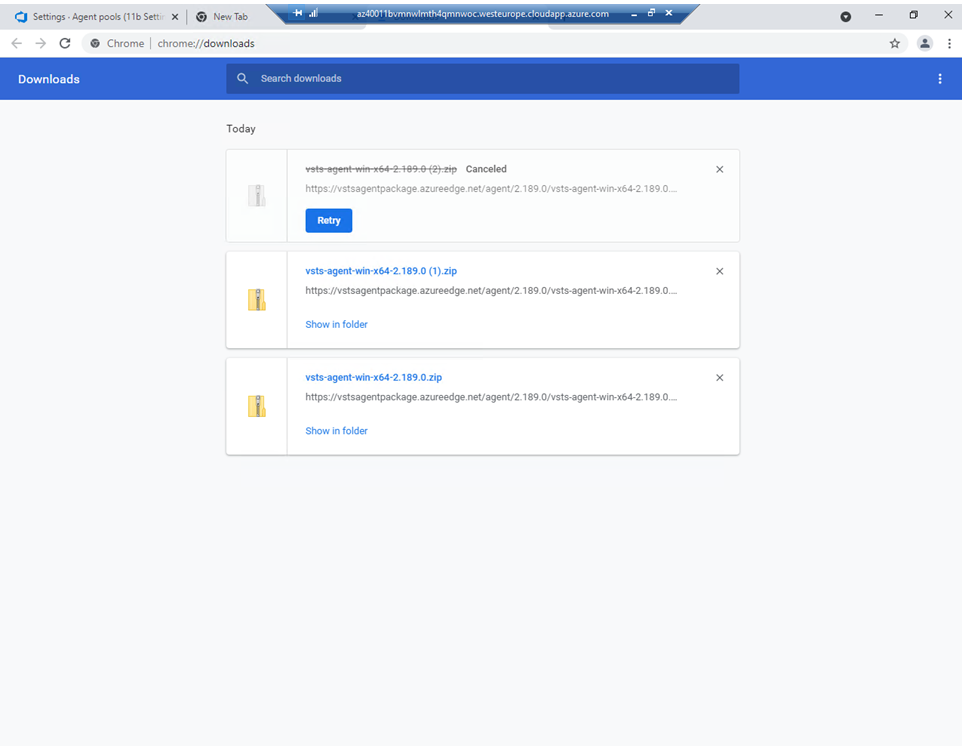 Settings - Agent pools (11b Settin
New Tab
az40011bvmnwlmth4qmnwoc.westeurope.cloudapp.azure.com
Chrome | chrome://downloads
Downloads
Search downloads
Today
vsts-agent-win-x64-2.189.0 (2).zip Canceled
https://vstsagentpackage.azureedge.net/agent/2.189.0/vsts-agent-win-x64-2.189.0....
Retry
vsts-agent-win-x64-2.189.0 (1).zip
https://vstsagentpackage.azureedge.net/agent/2.189.0/vsts-agent-win-x64-2.189.0....
Show in folder
vsts-agent-win-x64-2.189.0.zip
https://vstsagentpackage.azureedge.net/agent/2.189.0/vsts-agent-win-x64-2.189.0....
Show in folder